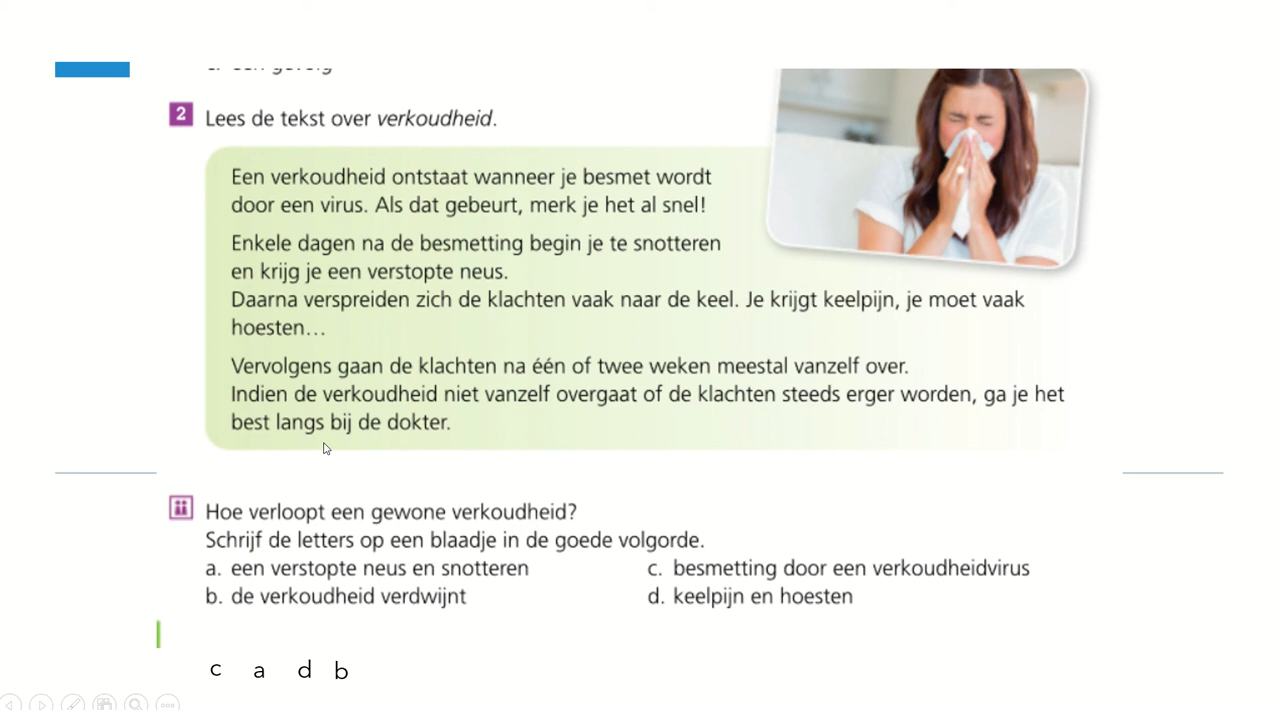 2 Lees de tekst over verkoudheid.
Een verkoudheid ontstaat wanneer je besmet wordt
door een virus. Als dat gebeurt, merk je het al snel!
Enkele dagen na de besmetting begin je te snotteren
en krijg je een verstopte neus.
Daarna verspreiden zich de klachten vaak naar de keel. Je krijgt keelpijn, je moet vaak
hoesten…
Vervolgens gaan de klachten na één of twee weken meestal vanzelf over.
Indien de verkoudheid niet vanzelf overgaat of de klachten steeds erger worden, ga je het
best langs bij de dokter.
Hoe verloopt een gewone verkoudheid?
Schrijf de letters op een blaadje in de goede volgorde.
a. een verstopte neus en snotteren
b. de verkoudheid verdwijnt
c. besmetting door een verkoudheidvirus
d. keelpijn en hoesten
c a d b